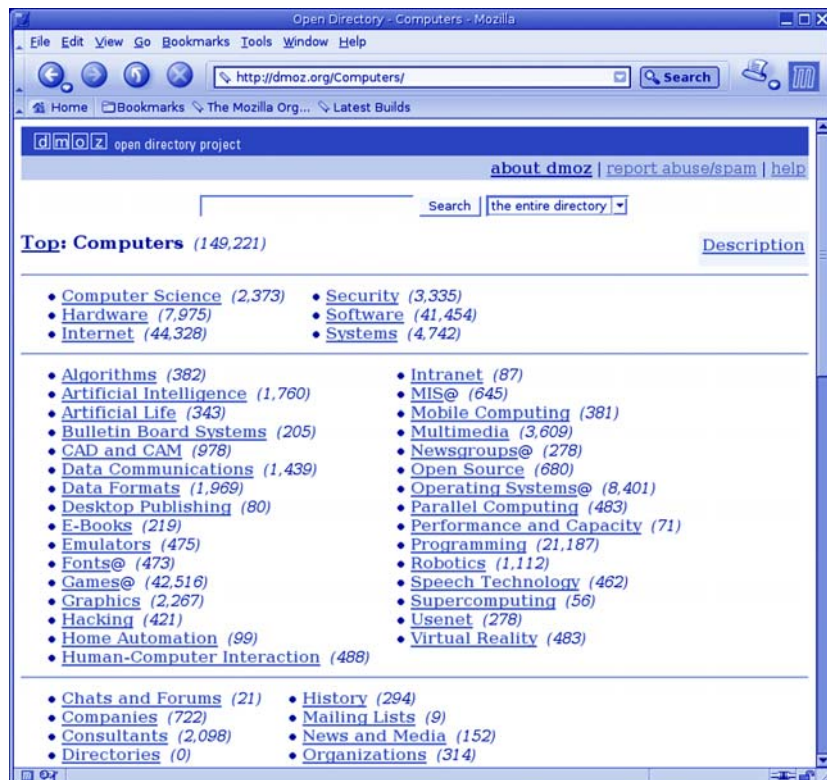 Open Directory - Computers - Mozilla
File Edit View Go Bookmarks Tools Window Help
http://dmoz.org/Computers/ Search
Home Bookmarks The Mozilla Org... Latest Builds
dmoz open directory project
about dmoz | report abuse/spam | help
Search the entire directory
Top: Computers (149,221) Description
Computer Science (2,373)
Hardware (7,975)
Internet (44,328)
Security (3,335)
Software (41,454)
Systems (4,742)
Algorithms (382)
Artificial Intelligence (1,760)
Artificial Life (343)
Bulletin Board Systems (205)
CAD and CAM (978)
Data Communications (1,439)
Data Formats (1,969)
Desktop Publishing (80)
E-Books (219)
Emulators (475)
Fonts@ (473)
Games@ (42,516)
Graphics (2,267)
Hacking (421)
Home Automation (99)
Human-Computer Interaction (488)
Intranet (87)
MIS@ (645)
Mobile Computing (381)
Multimedia (3,609)
Newsgroups@ (278)
Open Source (680)
Operating Systems@ (8,401)
Parallel Computing (483)
Performance and Capacity (71)
Programming (21,187)
Robotics (1,112)
Speech Technology (462)
Supercomputing (56)
Usenet (278)
Virtual Reality (483)
Chats and Forums (21)
Companies (722)
Consultants (2,098)
Directories (0)
History (294)
Mailing Lists (9)
News and Media (152)
Organizations (314)